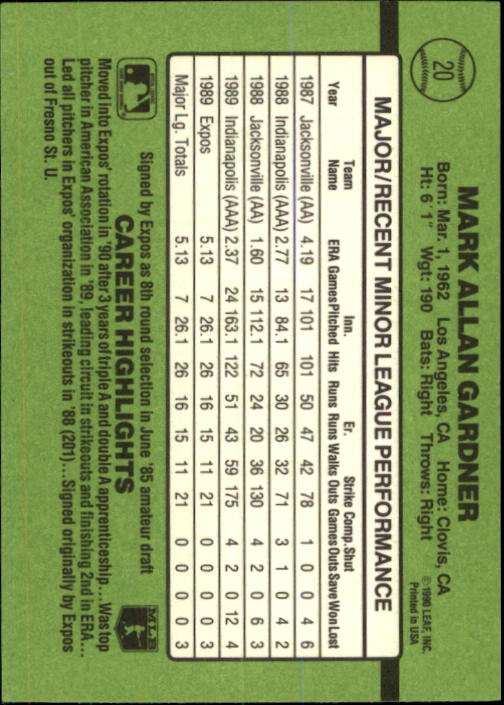 20
MARK ALLAN GARDNER
Born: Mar. 1, 1962 Los Angeles, CA Home: Clovis, CA
Ht: 6' 1" Wgt: 190 Bats: Right Throws: Right
© 1990 LEAF, INC.
Printed in USA
MAJOR/RECENT MINOR LEAGUE PERFORMANCE
Team Inn. Er. Strike Comp. Shut
Year Name ERA Games Pitched Hits Runs Runs Walks Outs Games Outs Save Won Lost
1987 Jacksonville (AA) 4.19 17 101 101 50 47 42 78 1 0 0 4 6
1988 Indianapolis (AAA) 2.77 13 84.1 65 30 26 32 71 3 1 0 4 2
1988 Jacksonville (AA) 1.60 15 112.1 72 24 20 36 130 4 2 0 6 3
1989 Indianapolis (AAA) 2.37 24 163.1 122 51 43 59 175 4 2 0 12 4
1989 Expos 5.13 7 26.1 26 16 15 11 21 0 0 0 0 3
Major Lg. Totals 5.13 7 26.1 26 16 15 11 21 0 0 0 0 3
Signed by Expos as 8th round selection in June '85 amateur draft
CAREER HIGHLIGHTS
MLB
Moved into Expos' rotation in '90 after 3 years of triple A and double A apprenticeship...Was top
pitcher in American Association in '89, leading circuit in strikeouts and finishing 2nd in ERA....
Led all pitchers in Expos' organization in strikeouts in '88 (201)... Signed originally by Expos
out of Fresno St. U.